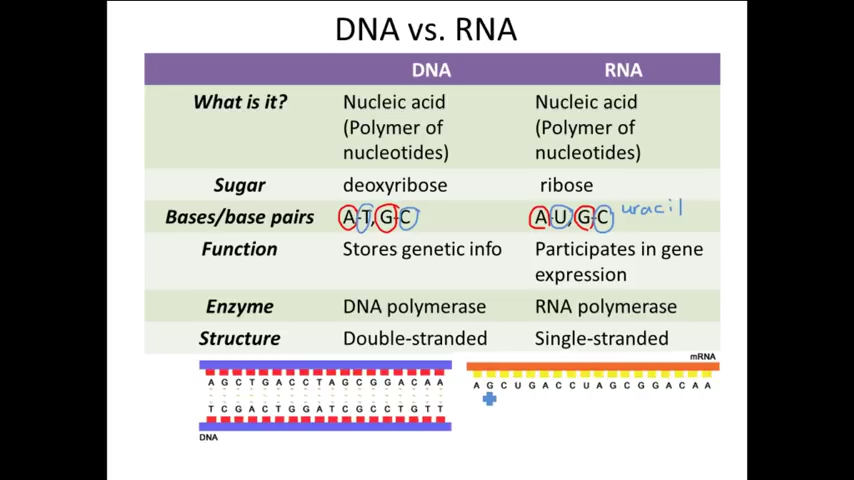 DNA vs. RNA
DNA RNA
What is it? Nucleic acid Nucleic acid
(Polymer of (Polymer of
nucleotides) nucleotides)
Sugar deoxyribose ribose
Bases/base pairs A-T, G-C A-U, G-C uracil
Function Stores genetic info Participates in gene
expression
Enzyme DNA polymerase RNA polymerase
Structure Double-stranded Single-stranded
mRNA
A G C T G A C C T A G C G G A C A A A G C U G A C C U A G C G G A C A A
T C G A C T G G A T C G C C T G T T
DNA